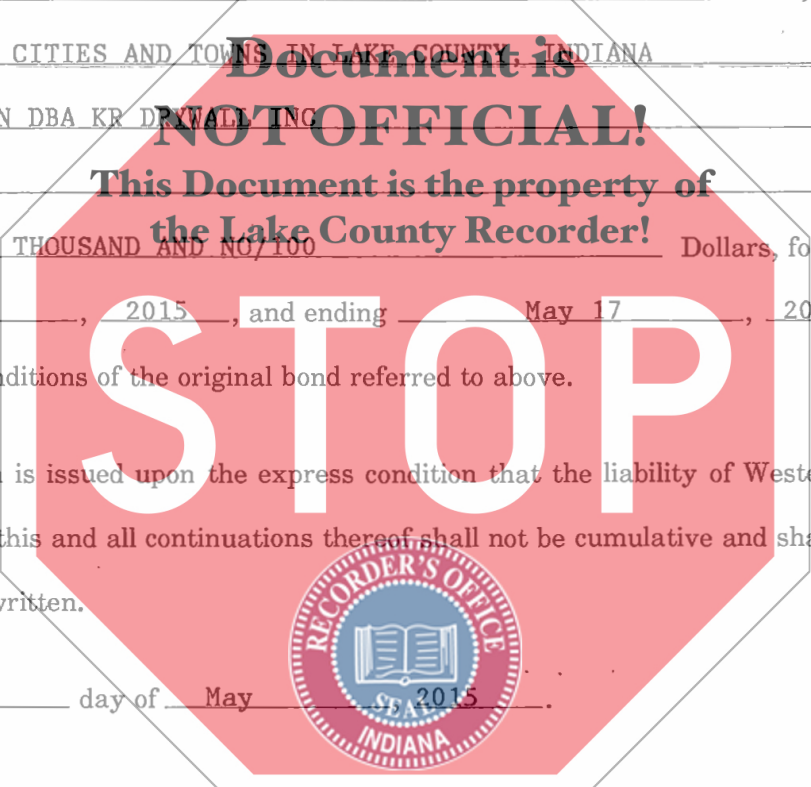 CITIES AND TOWNS IN LAKE COUNTY, INDIANA
Document is
N DBA KR DRYWALL INC
NOT OFFICIAL!
This Document is the property of
the Lake County Recorder!
THOUSAND AND NO/100 Dollars, fo
, 2015 , and ending May 17 , 20
STOP
nditions of the original bond referred to above.
n is issued upon the express condition that the liability of Weste
this and all continuations thereof shall not be cumulative and sha
written.
RECORDER'S OFFICE
SEAL
INDIANA
day of May , 2015 .